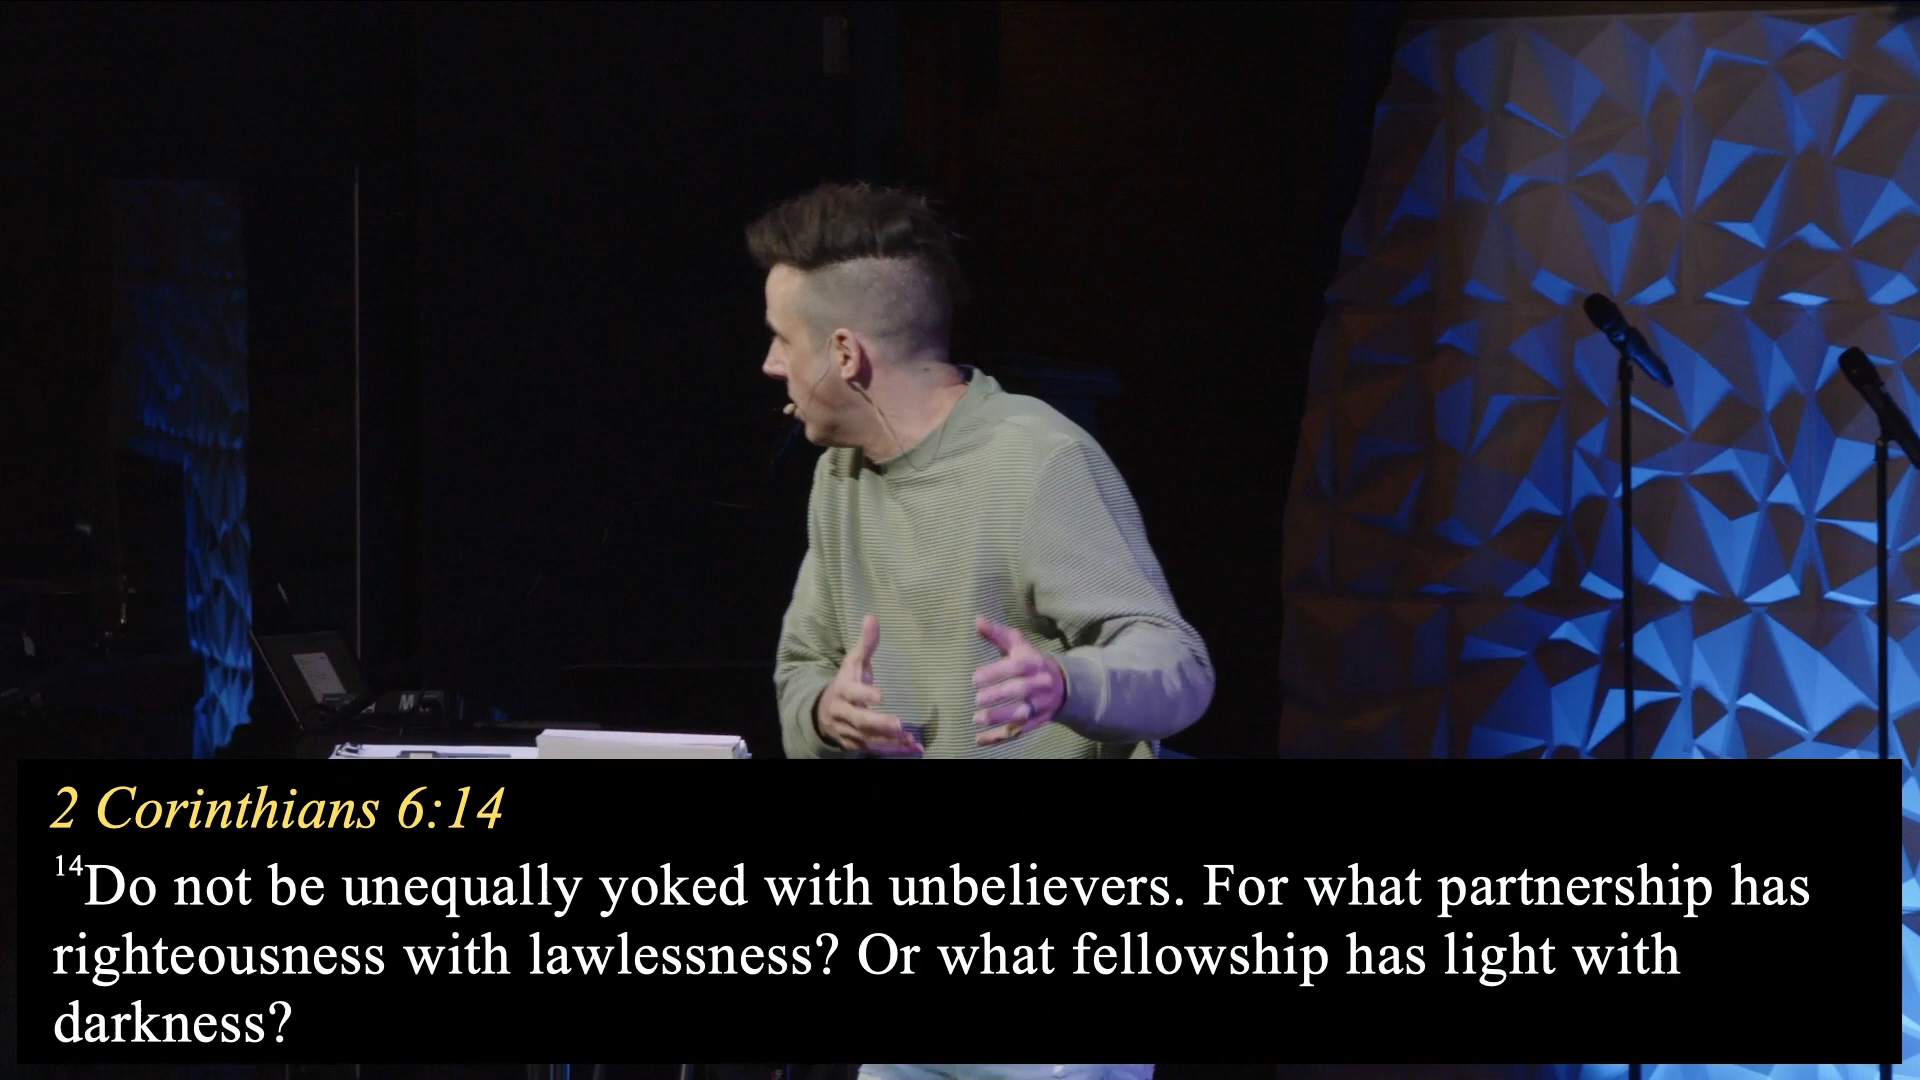 2 Corinthians 6:14
14Do not be unequally yoked with unbelievers. For what partnership has
righteousness with lawlessness? Or what fellowship has light with
darkness?
M